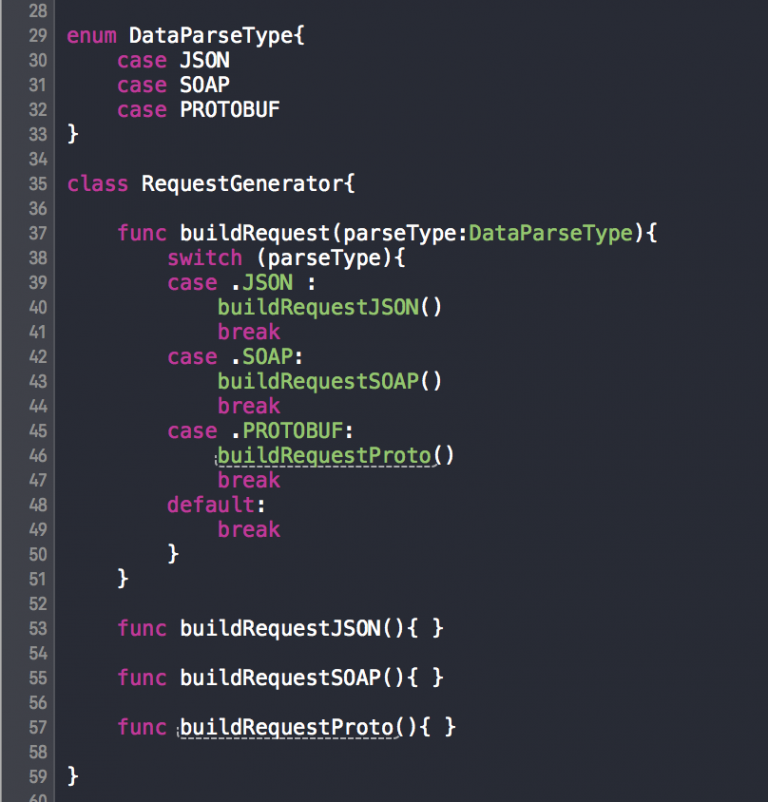 28
29 enum DataParseType{
30     case JSON
31     case SOAP
32     case PROTOBUF
33 }
34
35 class RequestGenerator{
36
37     func buildRequest(parseType:DataParseType){
38         switch (parseType){
39         case .JSON :
40             buildRequestJSON()
41             break
42         case .SOAP:
43             buildRequestSOAP()
44             break
45         case .PROTOBUF:
46             buildRequestProto()
47             break
48         default:
49             break
50         }
51     }
52
53     func buildRequestJSON(){ }
54
55     func buildRequestSOAP(){ }
56
57     func buildRequestProto(){ }
58
59 }
60